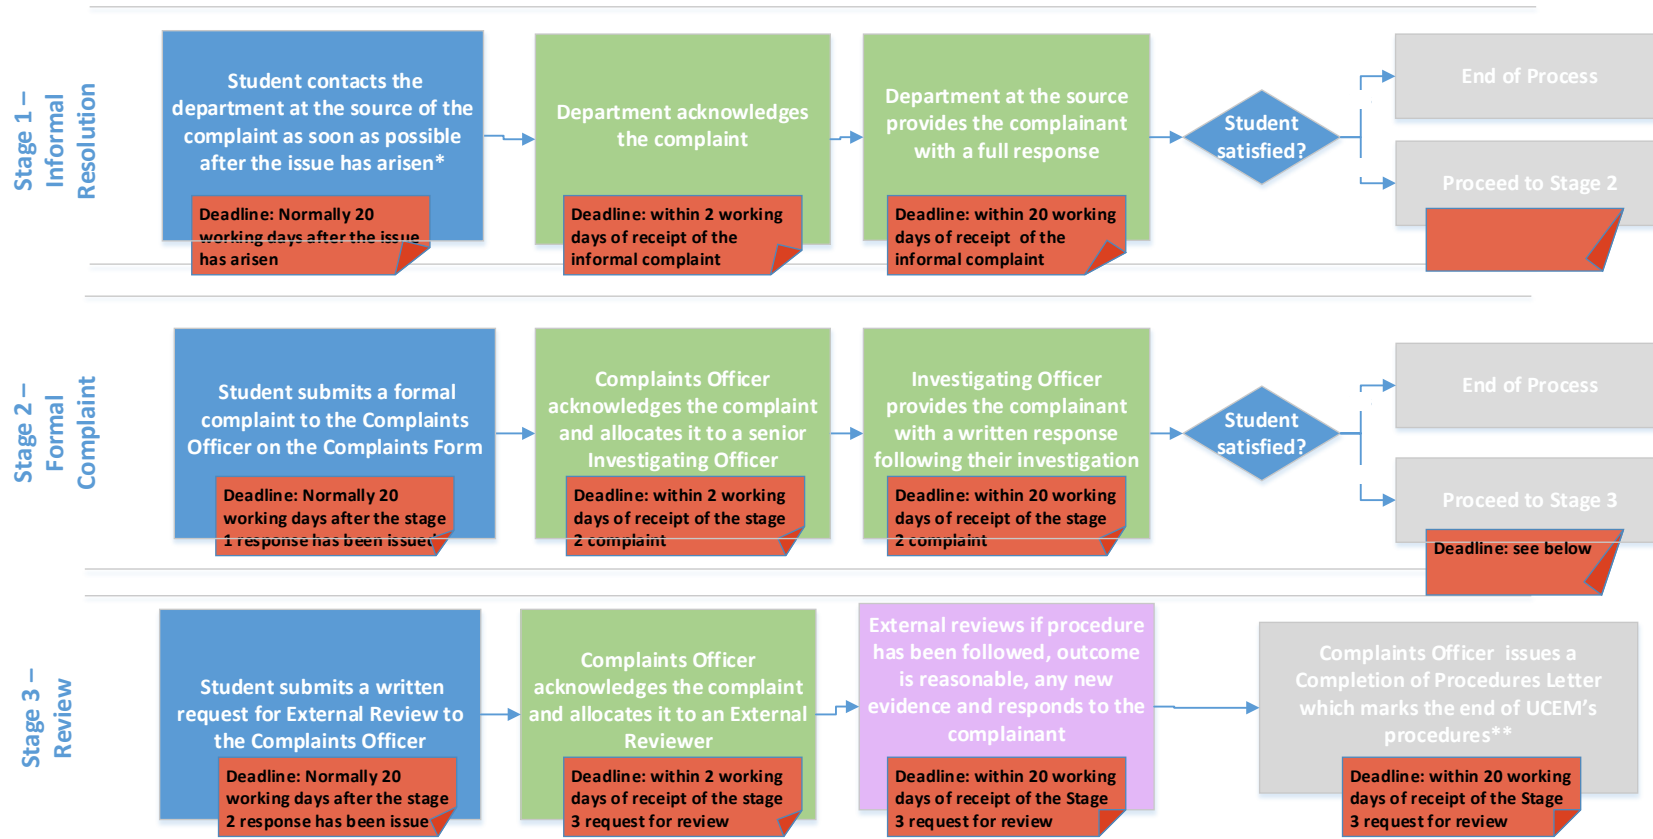 Stage 1 –
Informal
Resolution
Student contacts the
department at the source of the
complaint as soon as possible
after the issue has arisen*
Deadline: Normally 20
working days after the issue
has arisen
Department acknowledges
the complaint
Deadline: within 2 working
days of receipt of the
informal complaint
Department at the source
provides the complainant
with a full response
Deadline: within 20 working
days of receipt  of the
informal complaint
Student
satisfied?
End of Process
Proceed to Stage 2
Stage 2 –
Formal
Complaint
Student submits a formal
complaint to the Complaints
Officer on the Complaints Form
Deadline: Normally 20
working days after the stage
1 response has been issued
Complaints Officer
acknowledges the complaint
and allocates it to a senior
Investigating Officer
Deadline: within 2 working
days of receipt of the stage
2 complaint
Investigating Officer
provides the complainant
with a written response
following their investigation
Deadline: within 20 working
days of receipt of the stage
2 complaint
Student
satisfied?
End of Process
Proceed to Stage 3
Deadline: see below
Stage 3 –
Review
Student submits a written
request for External Review to
the Complaints Officer
Deadline: Normally 20
working days after the stage
2 response has been issue
Complaints Officer
acknowledges the complaint
and allocates it to an External
Reviewer
Deadline: within 2 working
days of receipt of the stage
3 request for review
External reviews if procedure
has been followed, outcome
is reasonable, any new
evidence and responds to the
complainant
Deadline: within 20 working
days of receipt of the Stage
3 request for review
Complaints Officer  issues a
Completion of Procedures Letter
which marks the end of UCEM's
procedures**
Deadline: within 20 working
days of receipt of the Stage
3 request for review